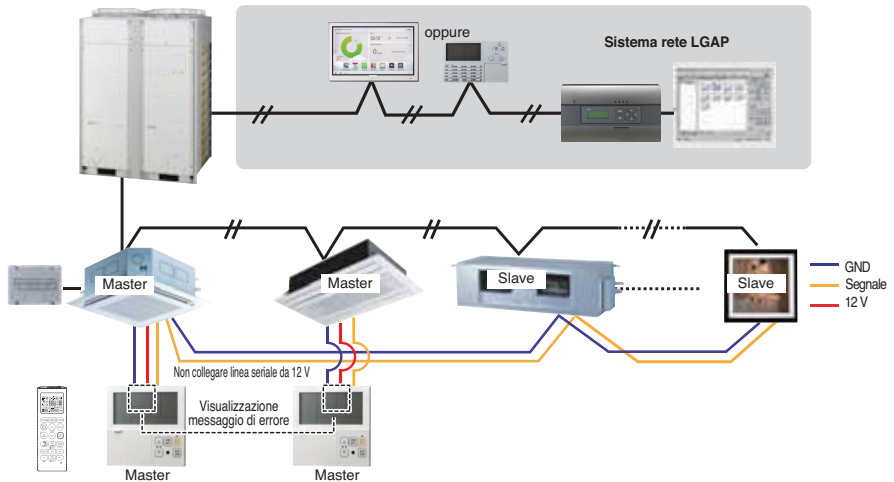 oppure
Sistema rete LGAP
Master
Master
Slave
Slave
GND
Segnale
12 V
Non collegare linea seriale da 12 V
Visualizzazione
messaggio di errore
Master
Master